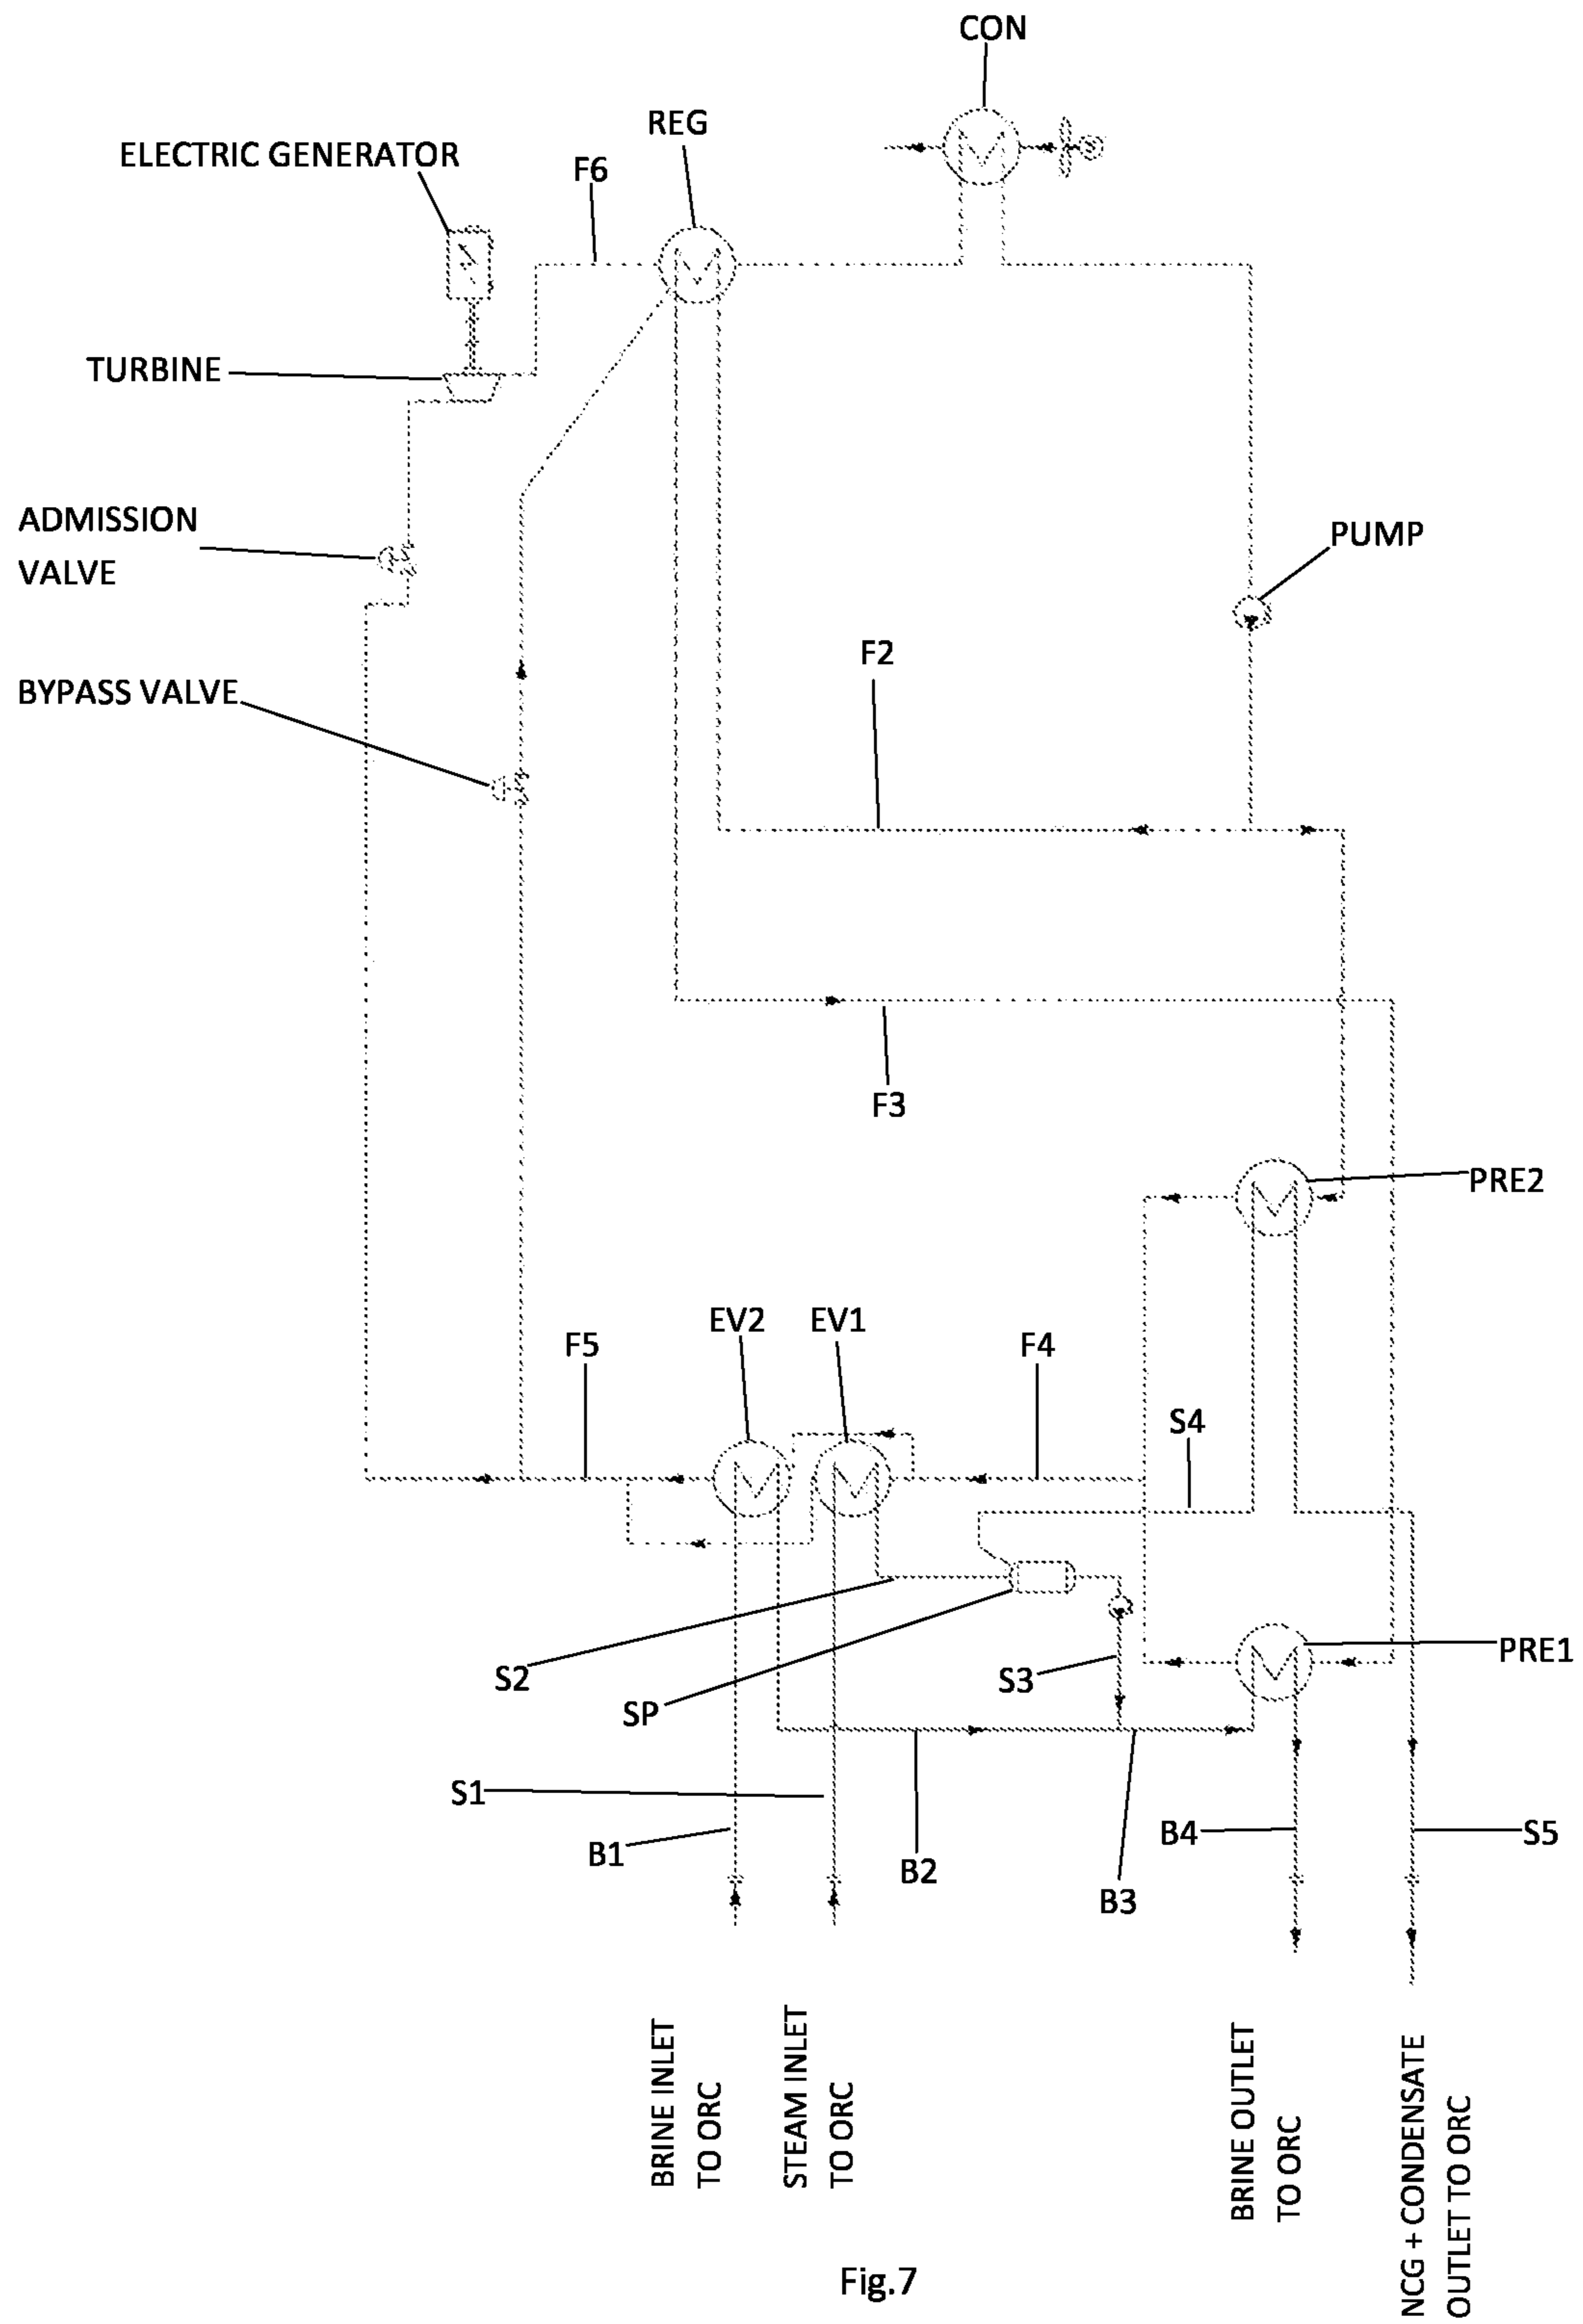 CON
REG
ELECTRIC GENERATOR
F6
TURBINE
ADMISSION
VALVE
PUMP
F2
BYPASS VALVE
F3
PRE2
EV2
EV1
F5
F4
S4
S2
SP
S3
PRE1
S1
B1
B2
B3
B4
S5
BRINE INLET
TO ORC
STEAM INLET
TO ORC
BRINE OUTLET
TO ORC
NCG + CONDENSATE
OUTLET TO ORC
Fig.7